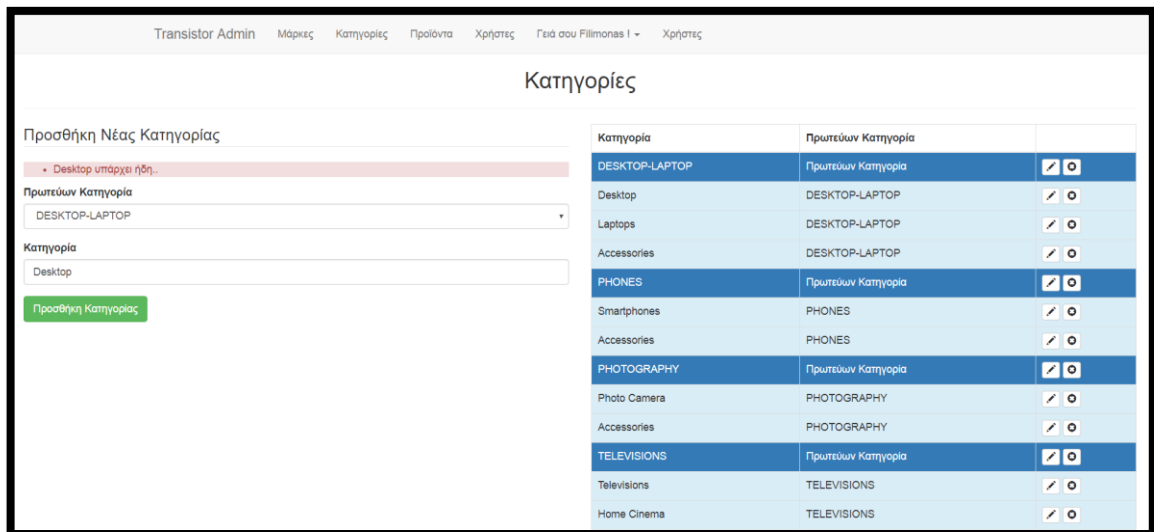 Transistor Admin Μάρκες Κατηγορίες Προϊόντα Χρήστες Γειά σου Filimonas ! Χρήστες
Κατηγορίες
Προσθήκη Νέας Κατηγορίας
Desktop υπάρχει ήδη..
Πρωτεύων Κατηγορία
DESKTOP-LAPTOP
Κατηγορία
Desktop
Προσθήκη Κατηγορίας
Κατηγορία Πρωτεύων Κατηγορία
DESKTOP-LAPTOP Πρωτεύων Κατηγορία
Desktop DESKTOP-LAPTOP
Laptops DESKTOP-LAPTOP
Accessories DESKTOP-LAPTOP
PHONES Πρωτεύων Κατηγορία
Smartphones PHONES
Accessories PHONES
PHOTOGRAPHY Πρωτεύων Κατηγορία
Photo Camera PHOTOGRAPHY
Accessories PHOTOGRAPHY
TELEVISIONS Πρωτεύων Κατηγορία
Televisions TELEVISIONS
Home Cinema TELEVISIONS